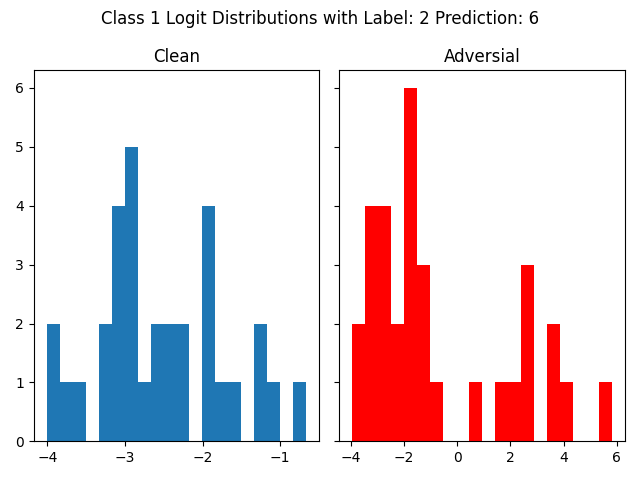 Class 1 Logit Distributions with Label: 2 Prediction: 6
Clean
Adversial
6
5
4
3
2
1
0
−4 −3 −2 −1
−4 −2 0 2 4 6